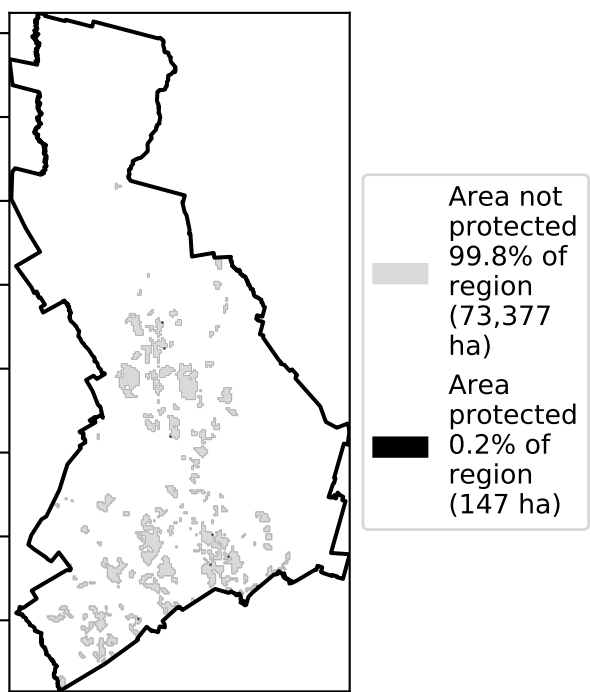 Area not
protected
99.8% of
region
(73,377
ha)
Area
protected
0.2% of
region
(147 ha)